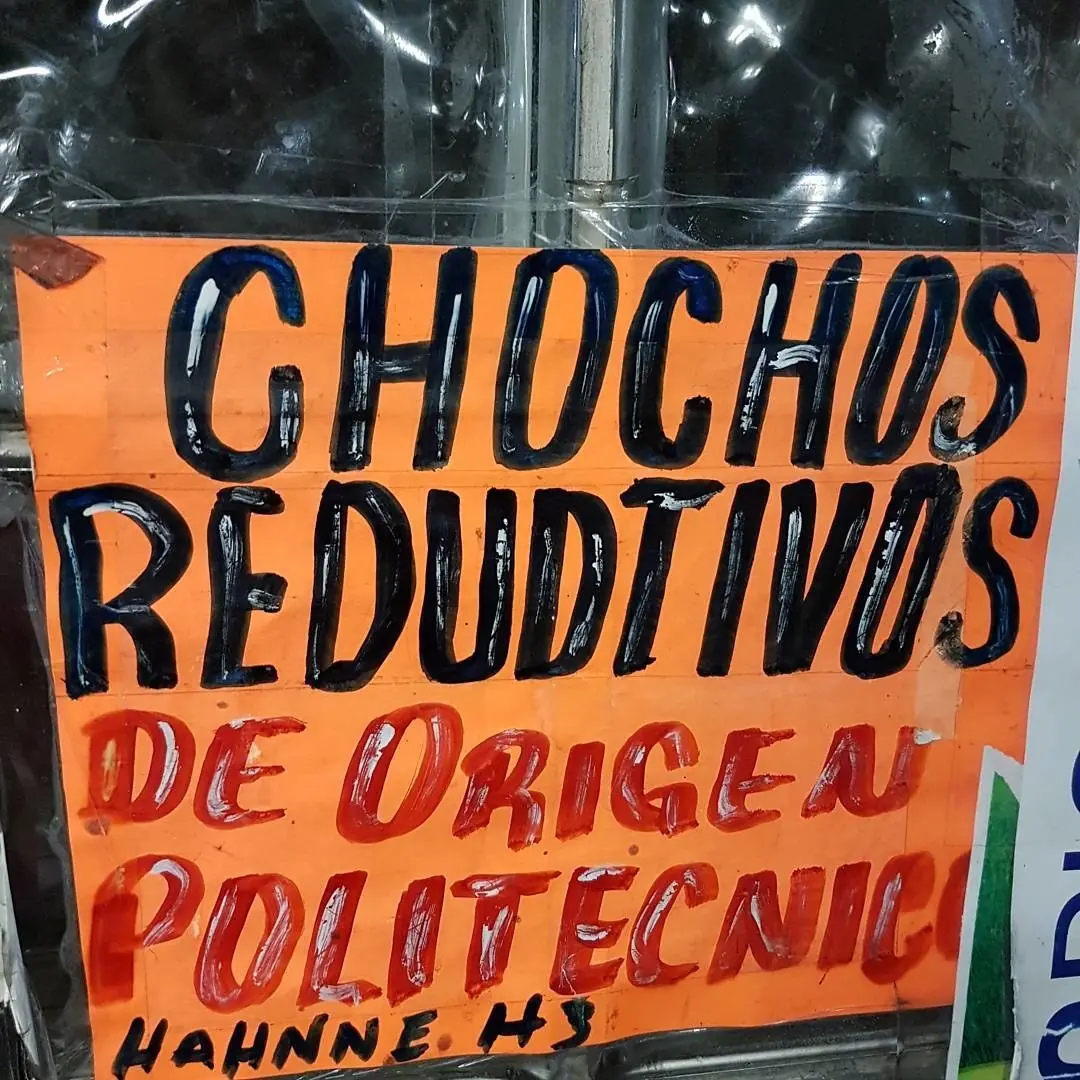 CHOCHOS
REDUDTIVOS
DE ORIGEN
POLITECNICO
HAHNNE. H3